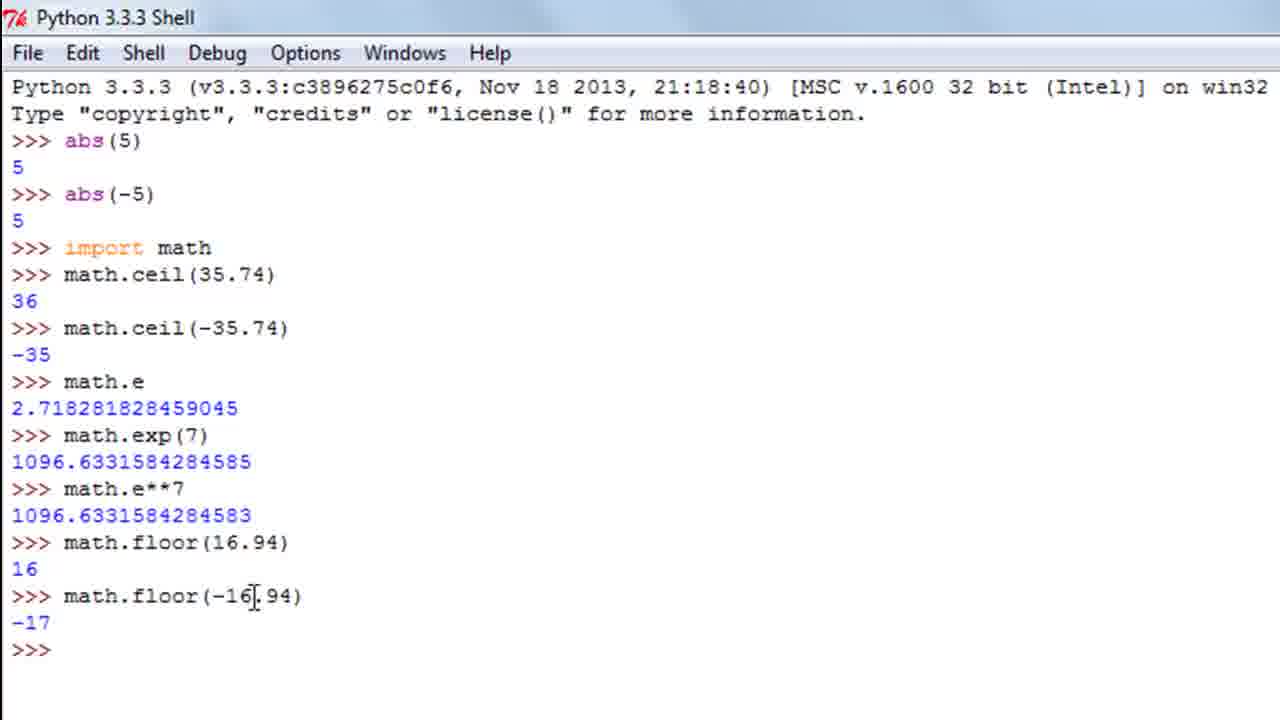 Python 3.3.3 Shell
File Edit Shell Debug Options Windows Help
Python 3.3.3 (v3.3.3:c3896275c0f6, Nov 18 2013, 21:18:40) [MSC v.1600 32 bit (Intel)] on win32
Type "copyright", "credits" or "license()" for more information.
>>> abs(5)
5
>>> abs(-5)
5
>>> import math
>>> math.ceil(35.74)
36
>>> math.ceil(-35.74)
-35
>>> math.e
2.718281828459045
>>> math.exp(7)
1096.6331584284585
>>> math.e**7
1096.6331584284583
>>> math.floor(16.94)
16
>>> math.floor(-16.94)
-17
>>>